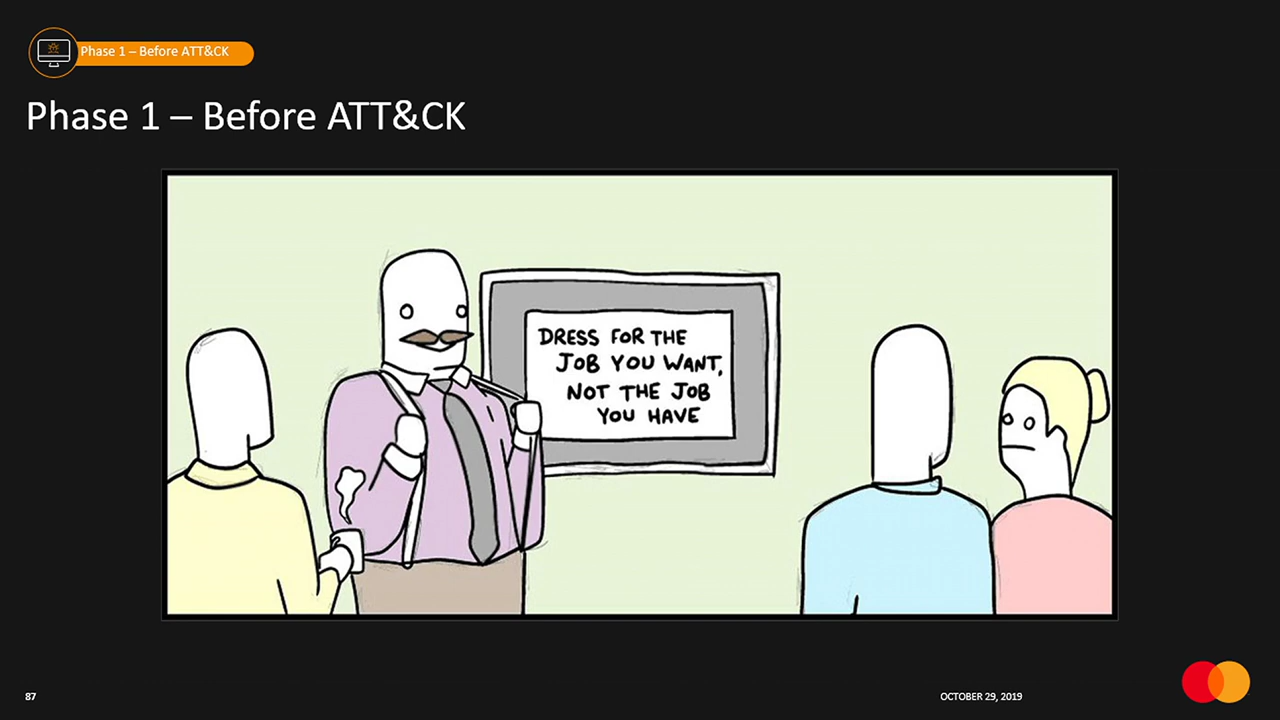 Phase 1 – Before ATT&CK
Phase 1 – Before ATT&CK
DRESS FOR THE
JOB YOU WANT,
NOT THE JOB
YOU HAVE
87
OCTOBER 29, 2019